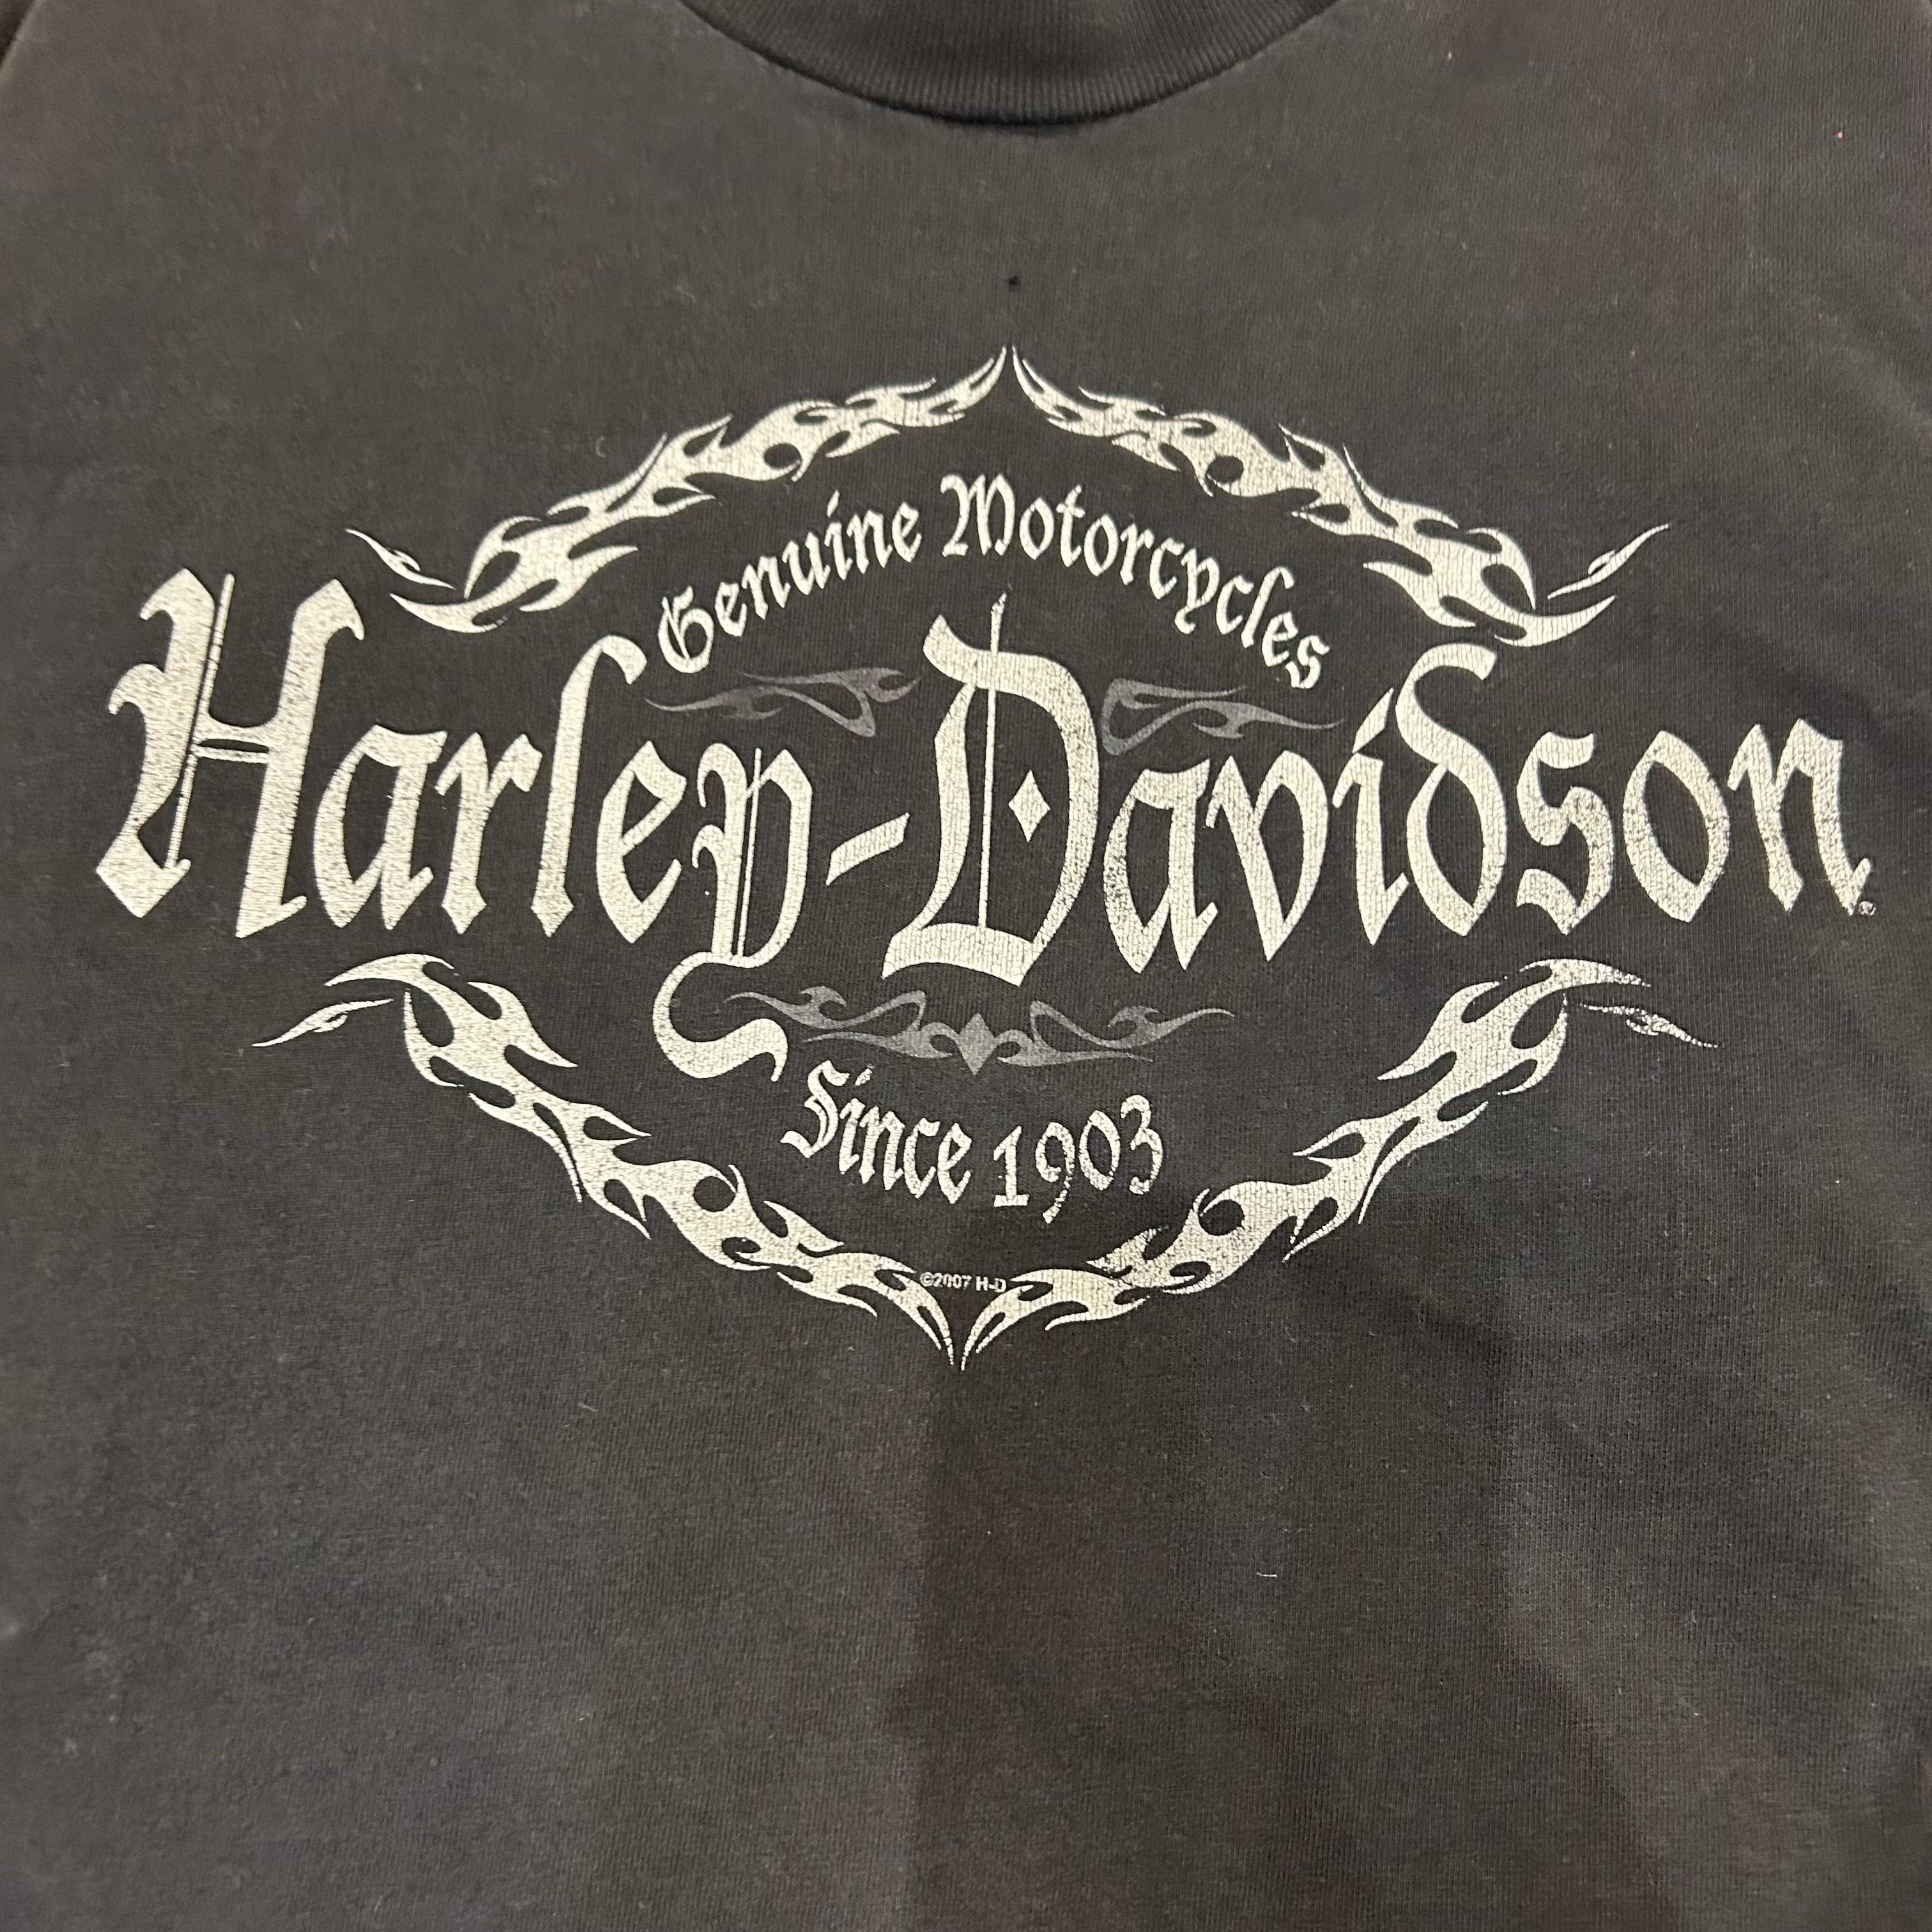 Genuine Motorcycles
Harley-Davidson®
Since 1903
©2007 H-D